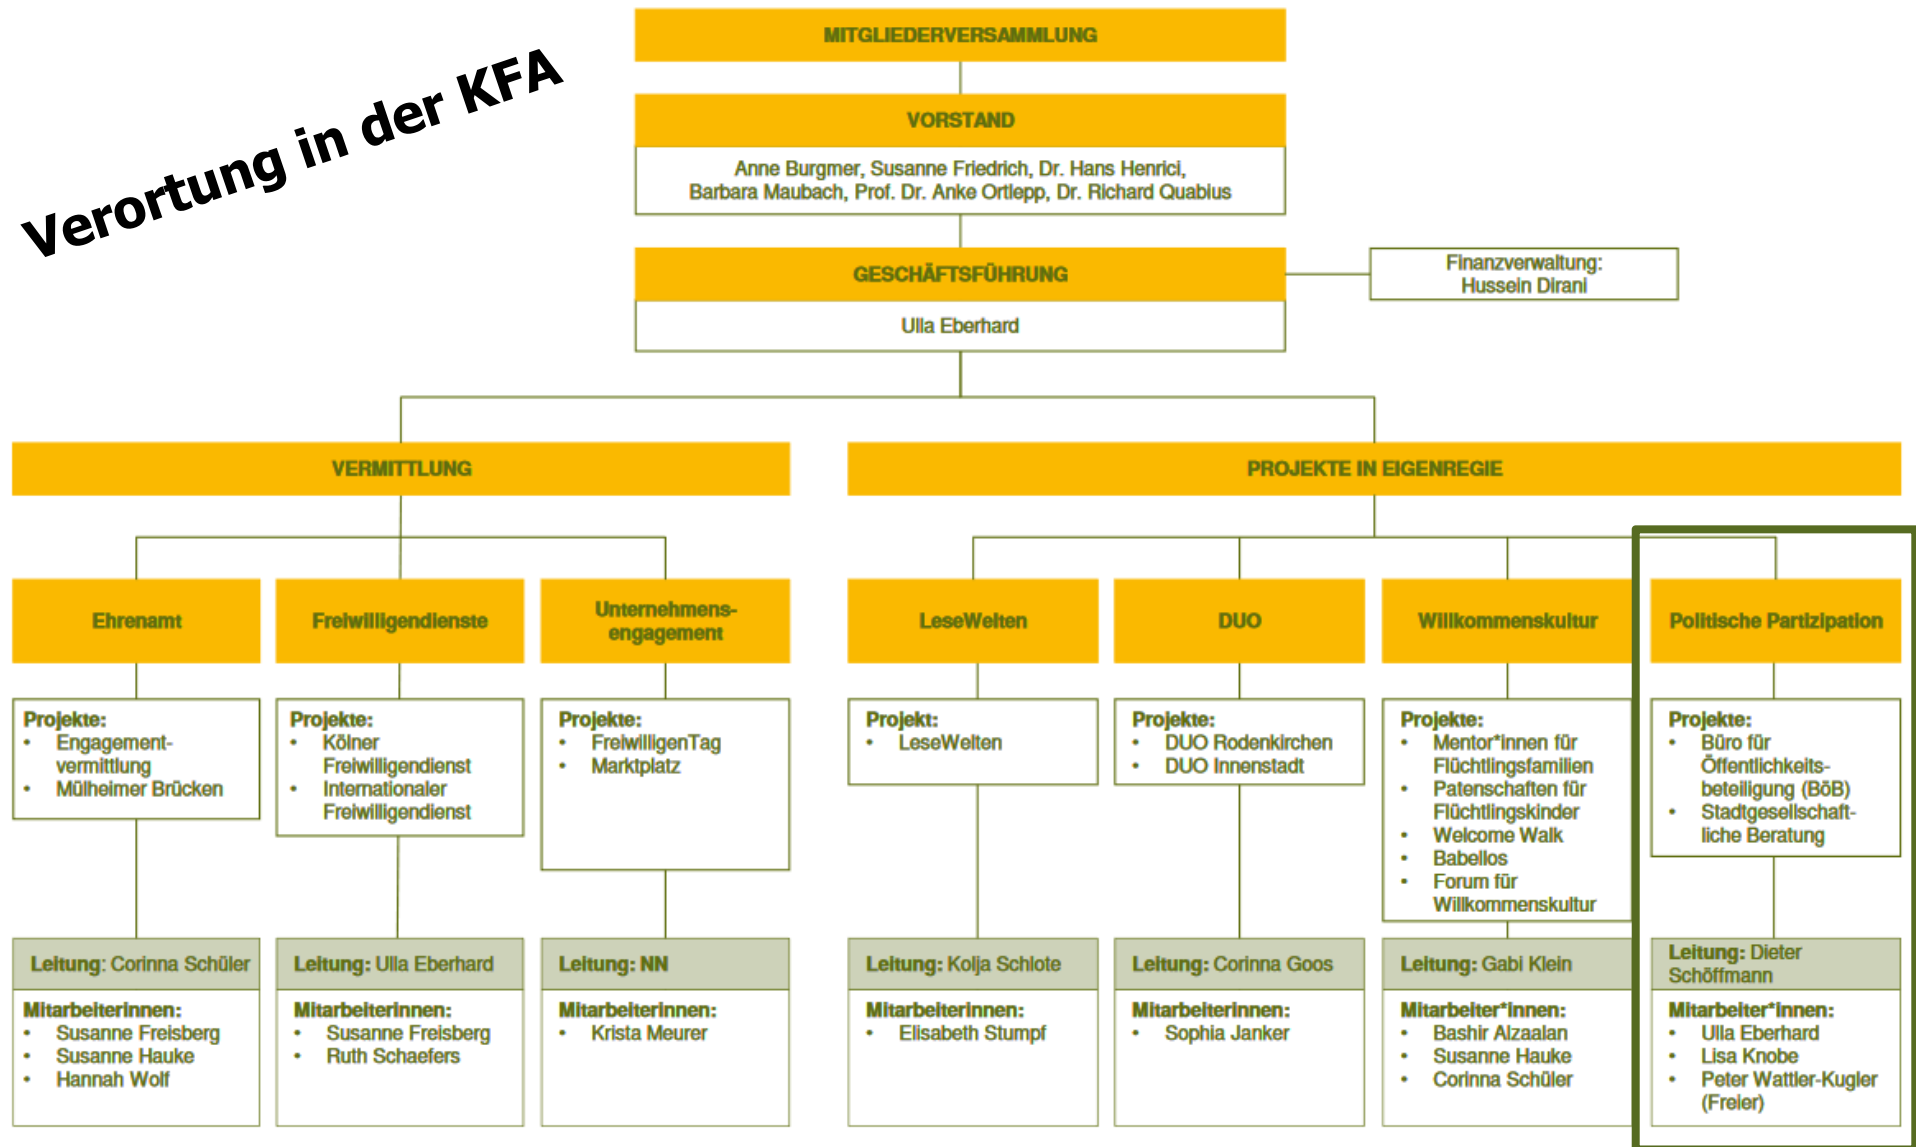 Verortung in der KFA
MITGLIEDERVERSAMMLUNG
VORSTAND
Anne Burgmer, Susanne Friedrich, Dr. Hans Henrici,
Barbara Maubach, Prof. Dr. Anke Ortlepp, Dr. Richard Quabius
GESCHÄFTSFÜHRUNG
Ulla Eberhard
Finanzverwaltung:
Hussein Dirani
VERMITTLUNG
PROJEKTE IN EIGENREGIE
Ehrenamt
Projekte:
• Engagement-
vermittlung
• Mülheimer Brücken
Leitung: Corinna Schüler
Mitarbeiterinnen:
• Susanne Freisberg
• Susanne Hauke
• Hannah Wolf
Freiwilligendienste
Projekte:
• Kölner
Freiwilligendienst
• Internationaler
Freiwilligendienst
Leitung: Ulla Eberhard
Mitarbeiterinnen:
• Susanne Freisberg
• Ruth Schaefers
Unternehmens-
engagement
Projekte:
• FreiwilligenTag
• Marktplatz
Leitung: NN
Mitarbeiterinnen:
• Krista Meurer
LeseWelten
Projekt:
• LeseWelten
Leitung: Kolja Schlote
Mitarbeiterinnen:
• Elisabeth Stumpf
DUO
Projekte:
• DUO Rodenkirchen
• DUO Innenstadt
Leitung: Corinna Goos
Mitarbeiterinnen:
• Sophia Janker
Willkommenskultur
Projekte:
• Mentor*innen für
Flüchtlingsfamilien
• Patenschaften für
Flüchtlingskinder
• Welcome Walk
• Babellos
• Forum für
Willkommenskultur
Leitung: Gabi Klein
Mitarbeiter*innen:
• Bashir Alzaalan
• Susanne Hauke
• Corinna Schüler
Politische Partizipation
Projekte:
• Büro für
Öffentlichkeits-
beteiligung (BöB)
• Stadtgesellschaft-
liche Beratung
Leitung: Dieter
Schöffmann
Mitarbeiter*innen:
• Ulla Eberhard
• Lisa Knobe
• Peter Wattler-Kugler
(Freier)